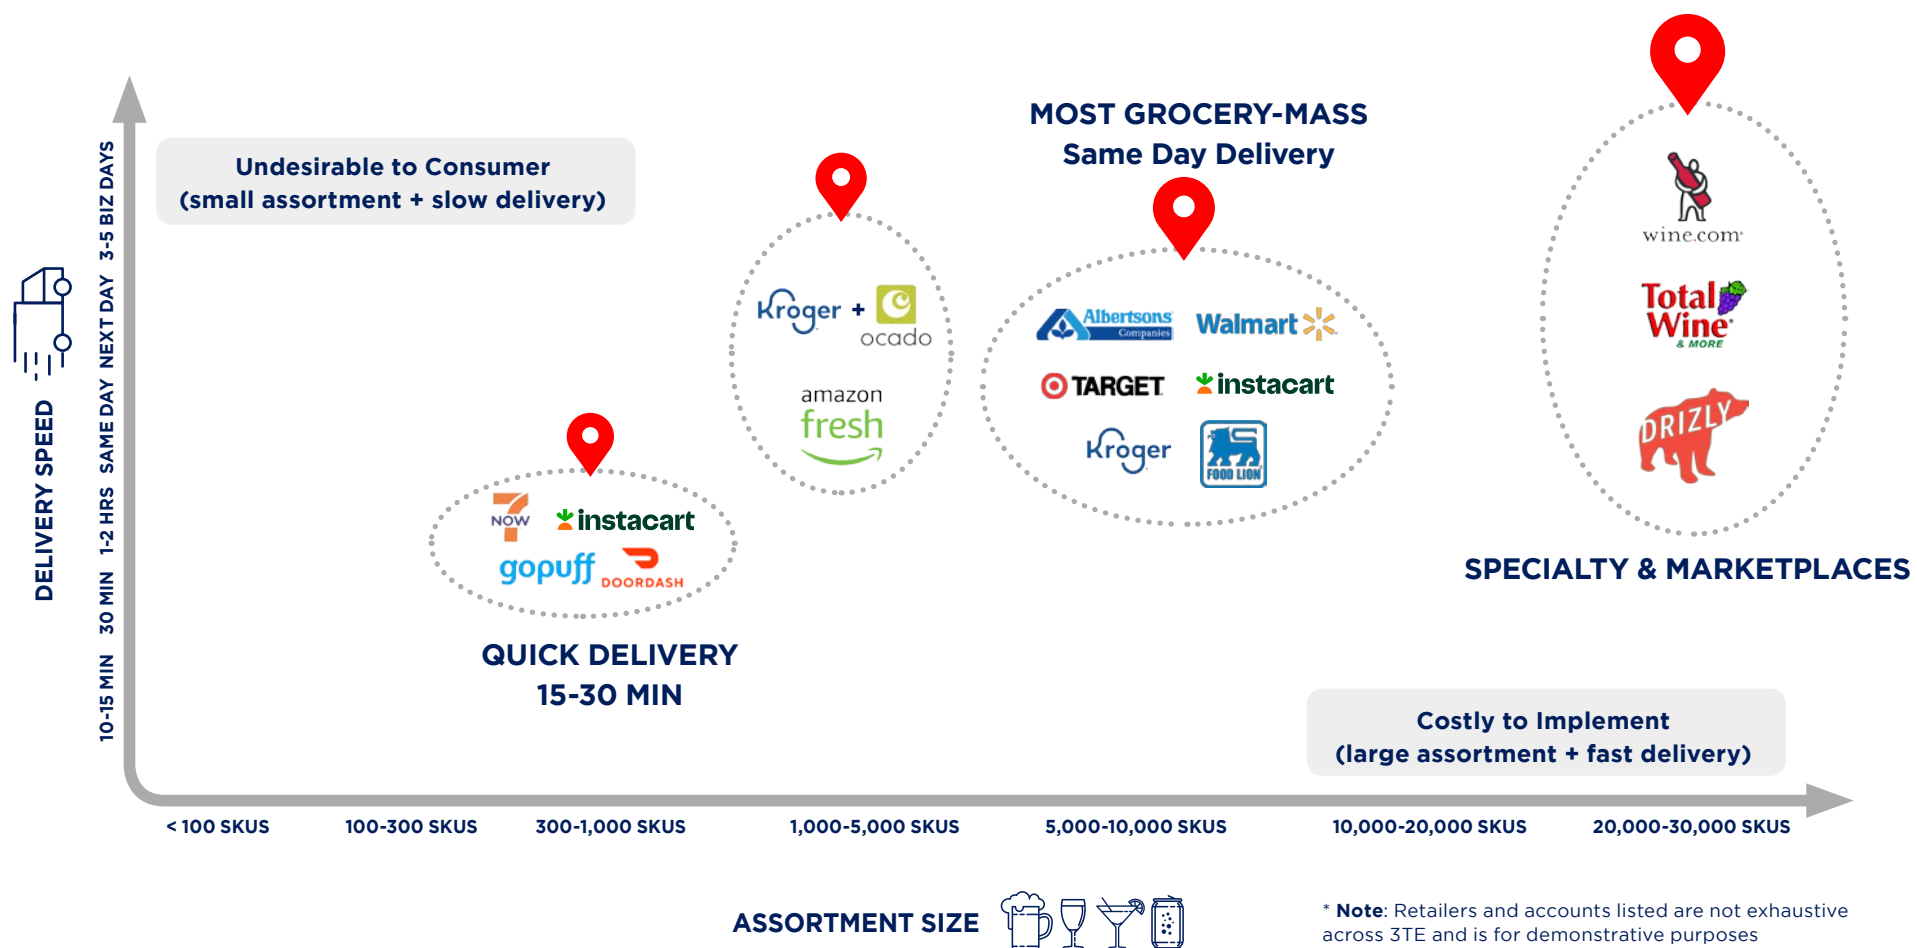 MOST GROCERY-MASS
Same Day Delivery
Undesirable to Consumer
(small assortment + slow delivery)
DELIVERY SPEED
3-5 BIZ DAYS
NEXT DAY
SAME DAY
1-2 HRS
30 MIN
10-15 MIN
7
NOW
instacart
gopuff
DOORDASH
QUICK DELIVERY
15-30 MIN
Kroger + ocado
amazon
fresh
Albertsons
Companies
Walmart
TARGET
instacart
Kroger
FOOD LION
wine.com
Total
Wine
& MORE
DRIZLY
SPECIALTY & MARKETPLACES
Costly to Implement
(large assortment + fast delivery)
< 100 SKUS
100-300 SKUS
300-1,000 SKUS
1,000-5,000 SKUS
5,000-10,000 SKUS
10,000-20,000 SKUS
20,000-30,000 SKUS
ASSORTMENT SIZE
* Note: Retailers and accounts listed are not exhaustive
across 3TE and is for demonstrative purposes